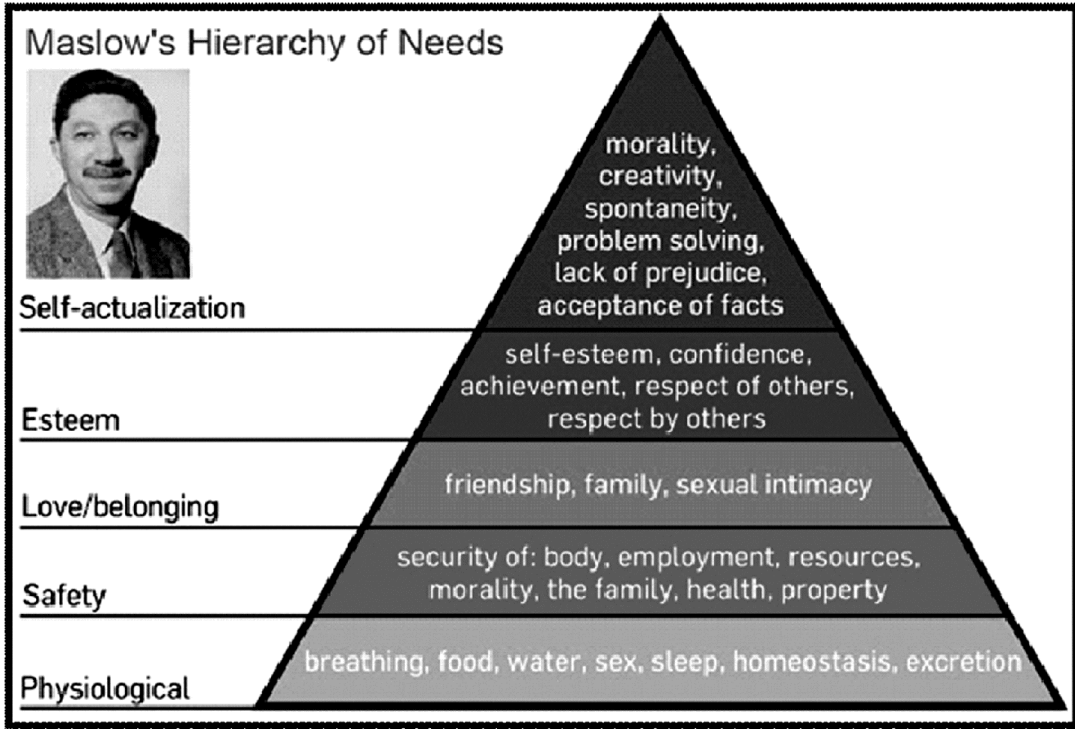 Maslow's Hierarchy of Needs
morality,
creativity,
spontaneity,
problem solving,
lack of prejudice,
acceptance of facts
Self-actualization
self-esteem, confidence,
achievement, respect of others,
respect by others
Esteem
friendship, family, sexual intimacy
Love/belonging
security of: body, employment, resources,
morality, the family, health, property
Safety
breathing, food, water, sex, sleep, homeostasis, excretion
Physiological